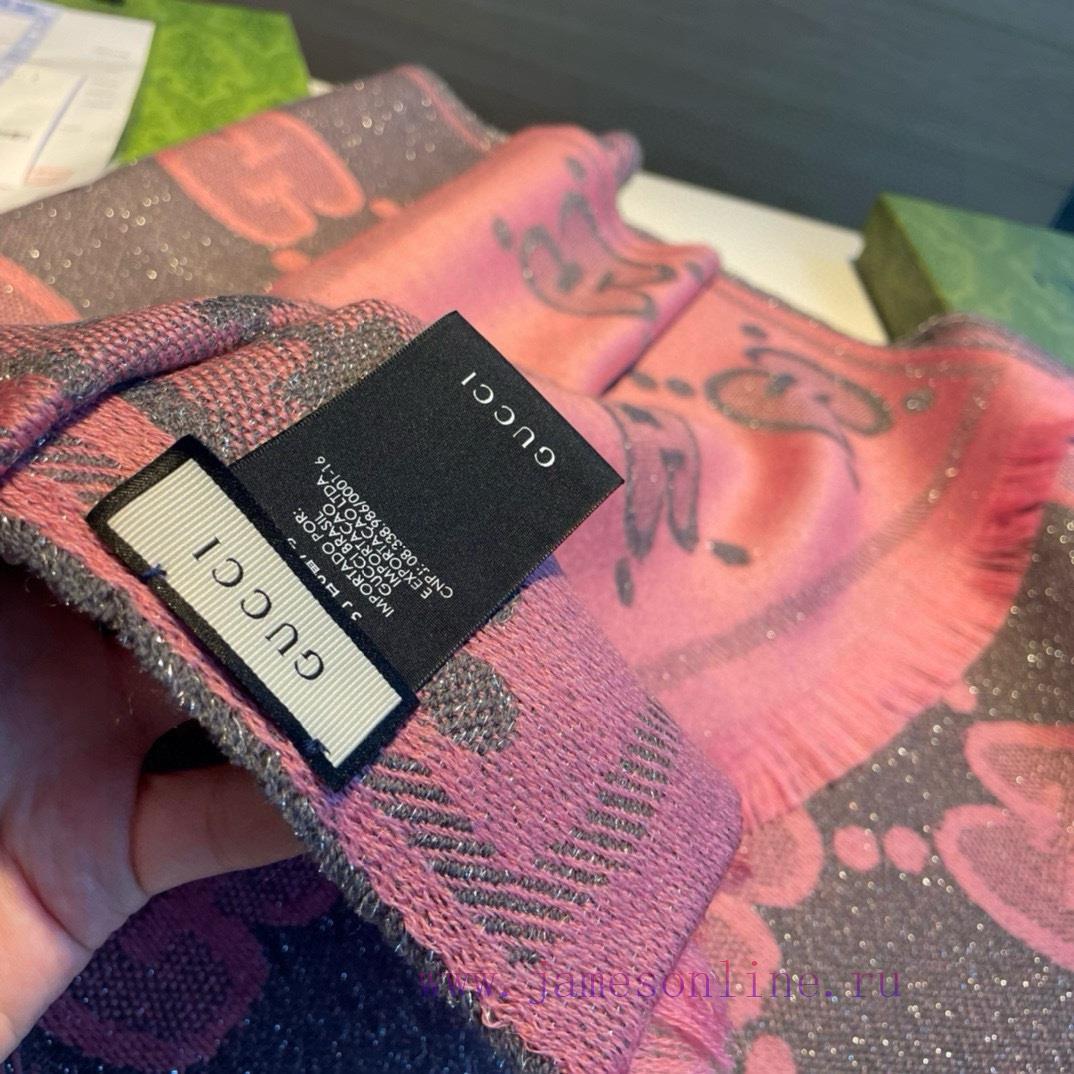 GUCCI
GUCCI
IMPORTADO POR:
GUCCI BRASIL
IMPORTACAO
E EXPORTACAO LTDA
CNPJ: 08.338.986/0001-16
www.jamesonline.ru